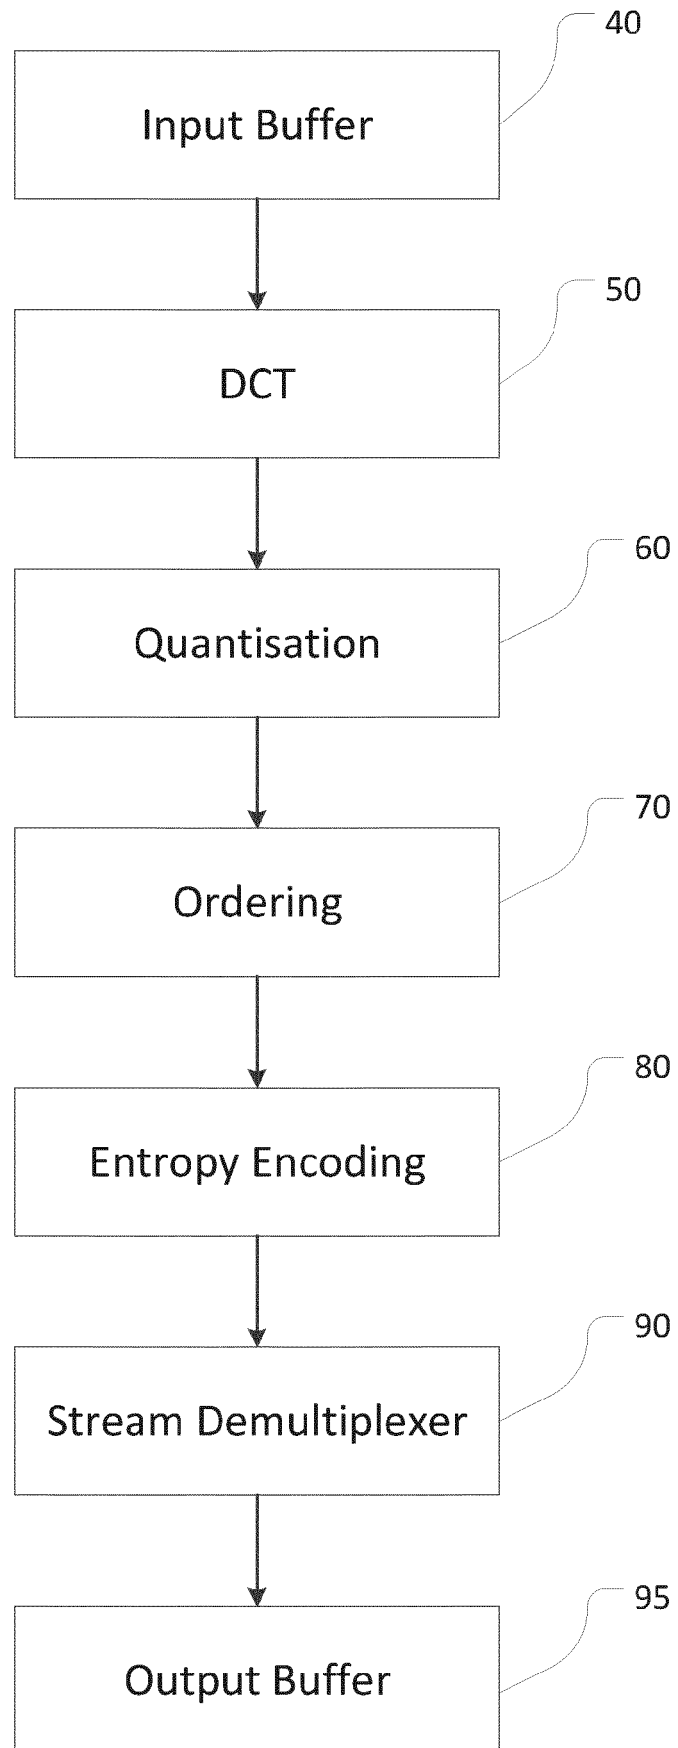 40
Input Buffer
50
DCT
60
Quantisation
70
Ordering
80
Entropy Encoding
90
Stream Demultiplexer
95
Output Buffer